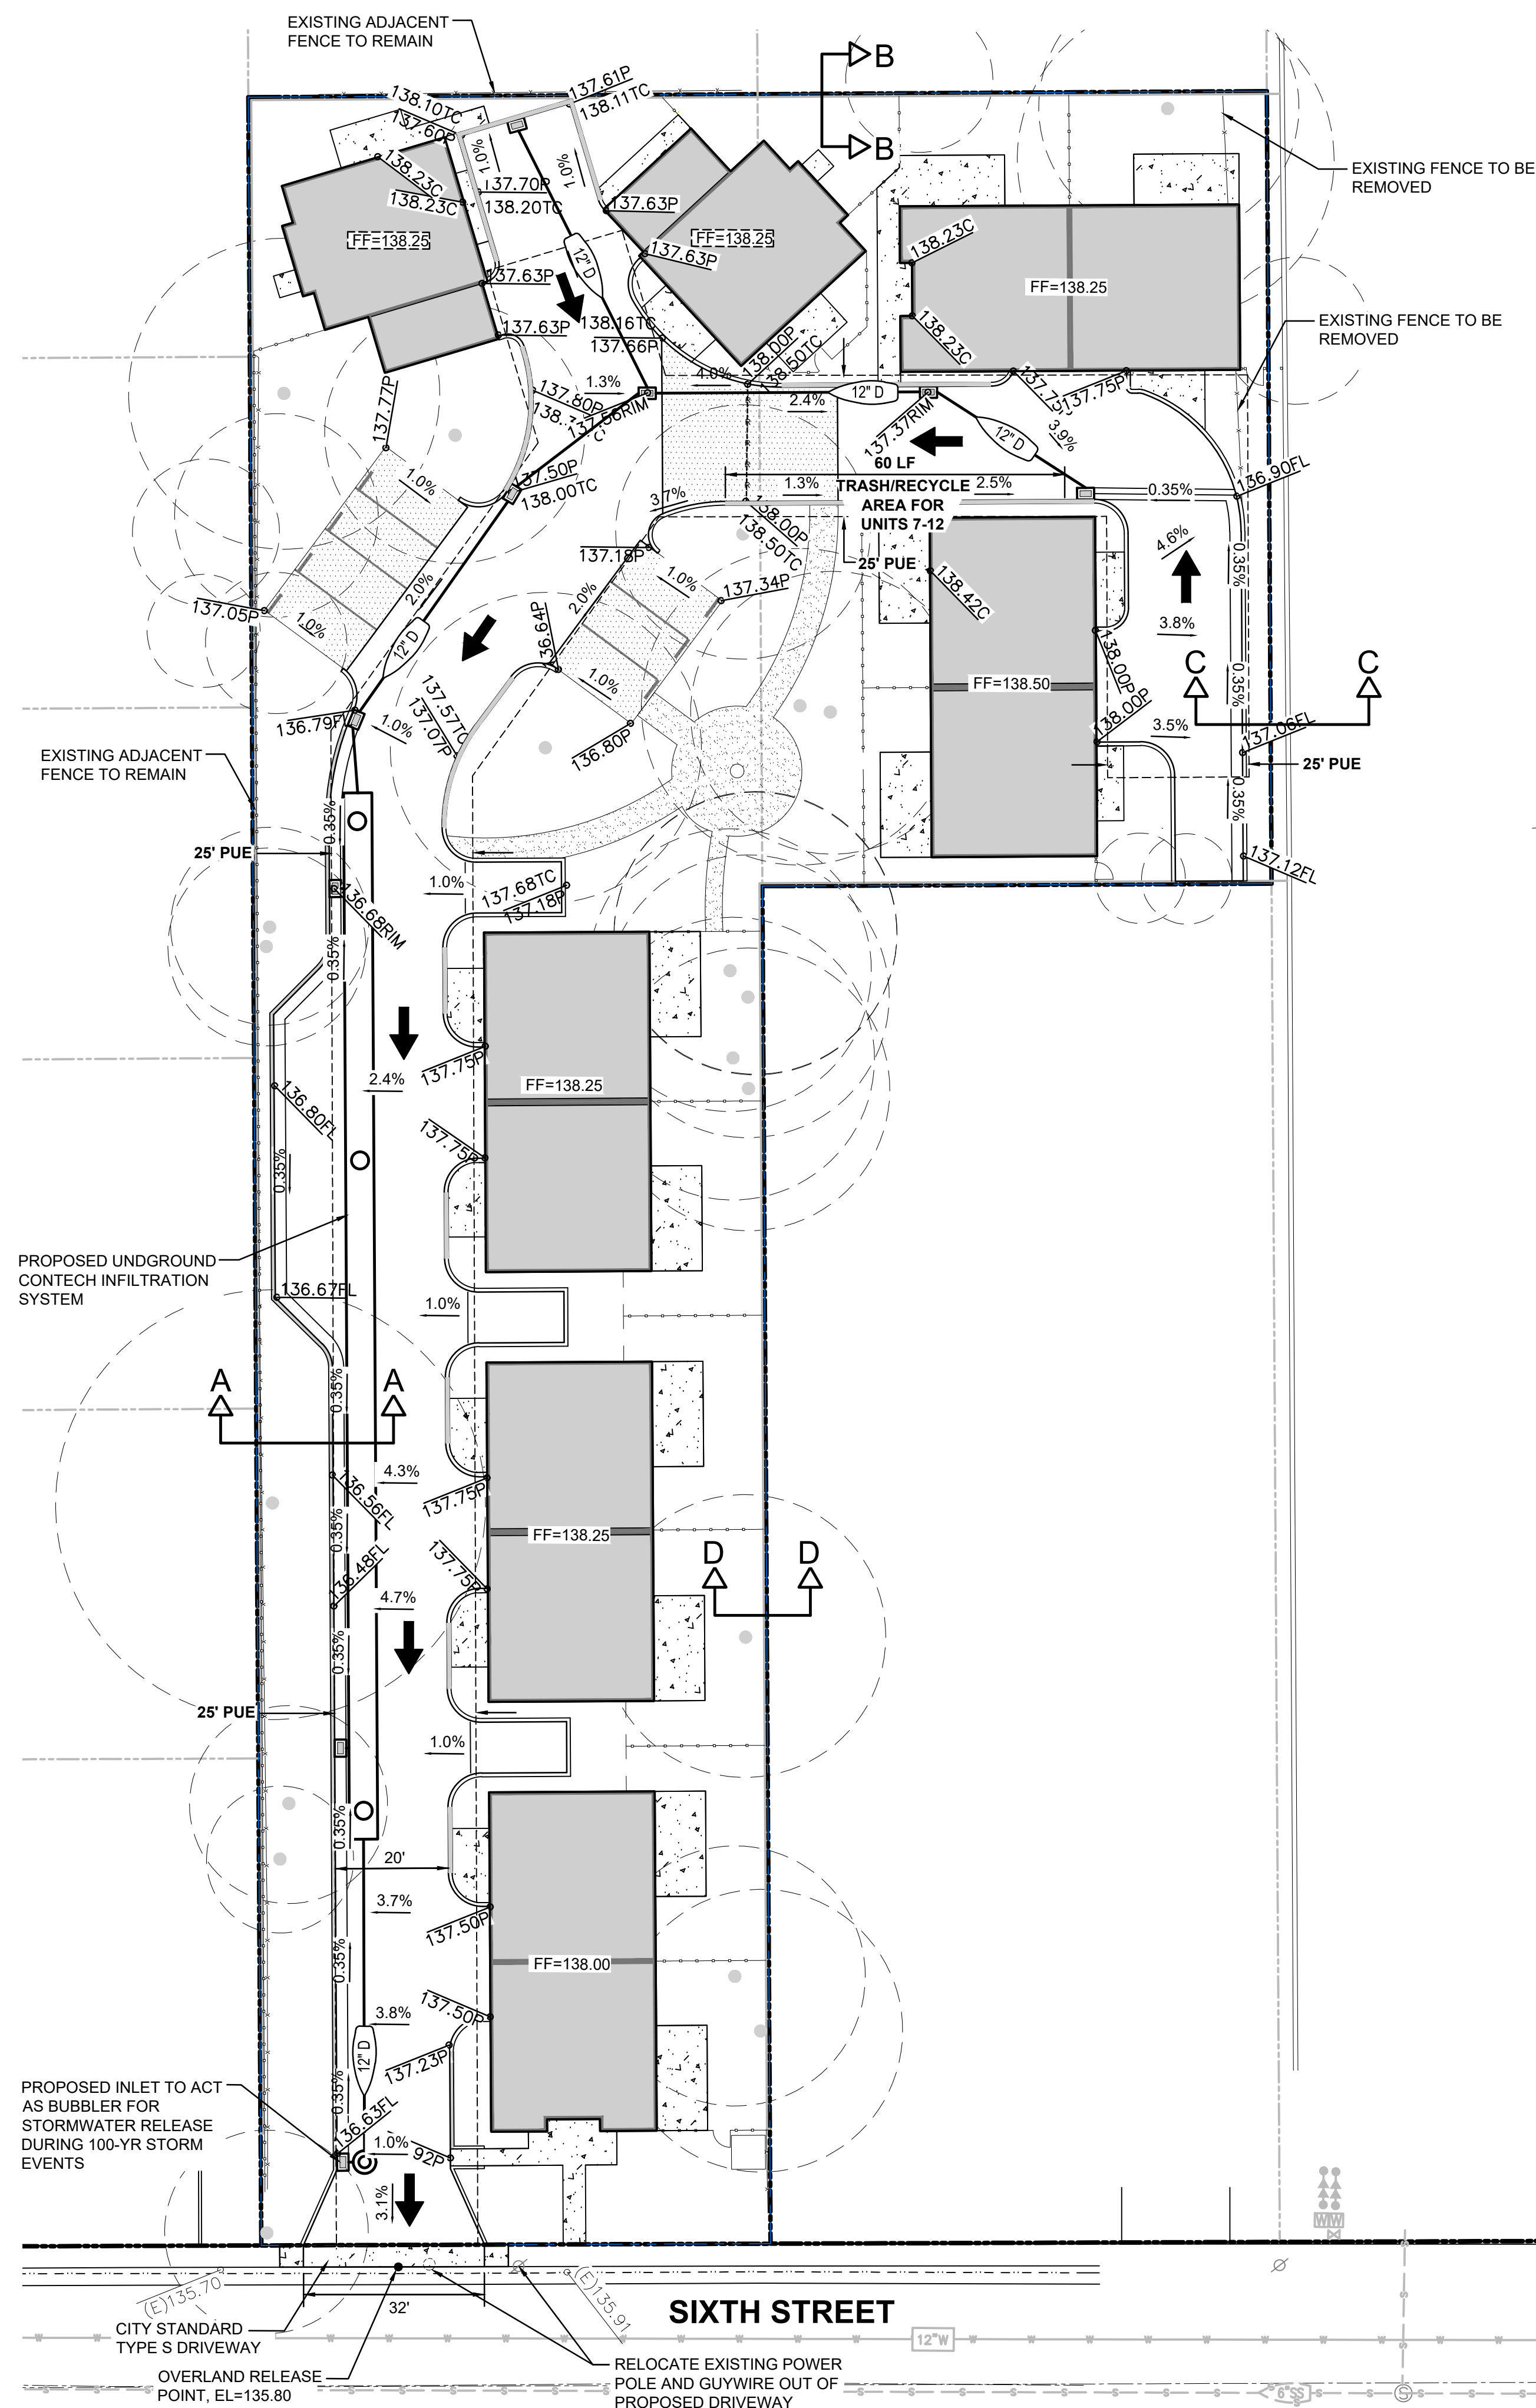 EXISTING ADJACENT
FENCE TO REMAIN
B
B
137.61P
138.11TC
138.10TC
137.60P
1.0%
1.0%
EXISTING FENCE TO BE
REMOVED
138.23C
138.23C
137.70P
138.20TC
137.63P
FF=138.25
FF=138.25
137.63P
138.23C
137.63P
12" D
FF=138.25
137.63P
138.16TC
137.66P
138.00P
138.50TC
138.23C
EXISTING FENCE TO BE
REMOVED
137.77P
1.3%
4.0%
12" D
2.4%
137.80P
137.56RIM
137.75P
137.37RIM
12" D
3.9%
60 LF
1.0%
137.50P
138.00TC
3.7%
1.3%
TRASH/RECYCLE
2.5%
AREA FOR
UNITS 7-12
0.35%
136.90FL
138.00P
138.50TC
137.18P
25' PUE
4.6%
0.35%
137.05P
1.0%
2.0%
12" D
2.0%
1.0%
137.34P
138.42C
3.8%
138.00P
1.0%
FF=138.50
C
C
0.35%
136.79F
1.0%
137.57TC
137.07P
136.80P
138.00P
3.5%
137.06FL
25' PUE
EXISTING ADJACENT
FENCE TO REMAIN
0.35%
0.35%
25' PUE
137.12FL
1.0%
137.68TC
137.18P
136.68RIM
0.35%
137.75P
2.4%
FF=138.25
136.80FL
137.75P
0.35%
PROPOSED UNDGROUND
CONTECH INFILTRATION
SYSTEM
136.67FL
1.0%
A
A
0.35%
4.3%
137.75P
136.56FL
0.35%
FF=138.25
136.48FL
137.75P
D
D
4.7%
0.35%
25' PUE
1.0%
0.35%
20'
3.7%
137.50P
0.35%
FF=138.00
137.50P
3.8%
12" D
137.23P
0.35%
PROPOSED INLET TO ACT
AS BUBBLER FOR
STORMWATER RELEASE
DURING 100-YR STORM
EVENTS
136.63FL
1.0%
92P
3.1%
WW
(E)135.70
32'
(E)135.91
SIXTH STREET
CITY STANDARD
TYPE S DRIVEWAY
12"W
OVERLAND RELEASE
POINT, EL=135.80
RELOCATE EXISTING POWER
POLE AND GUYWIRE OUT OF
PROPOSED DRIVEWAY
6"SS
S